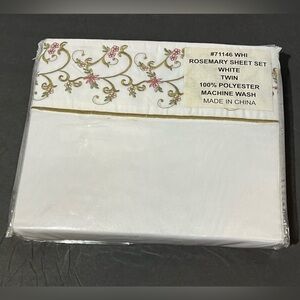 #71146 WHI
ROSEMARY SHEET SET
WHITE
TWIN
100% POLYESTER
MACHINE WASH
MADE IN CHINA